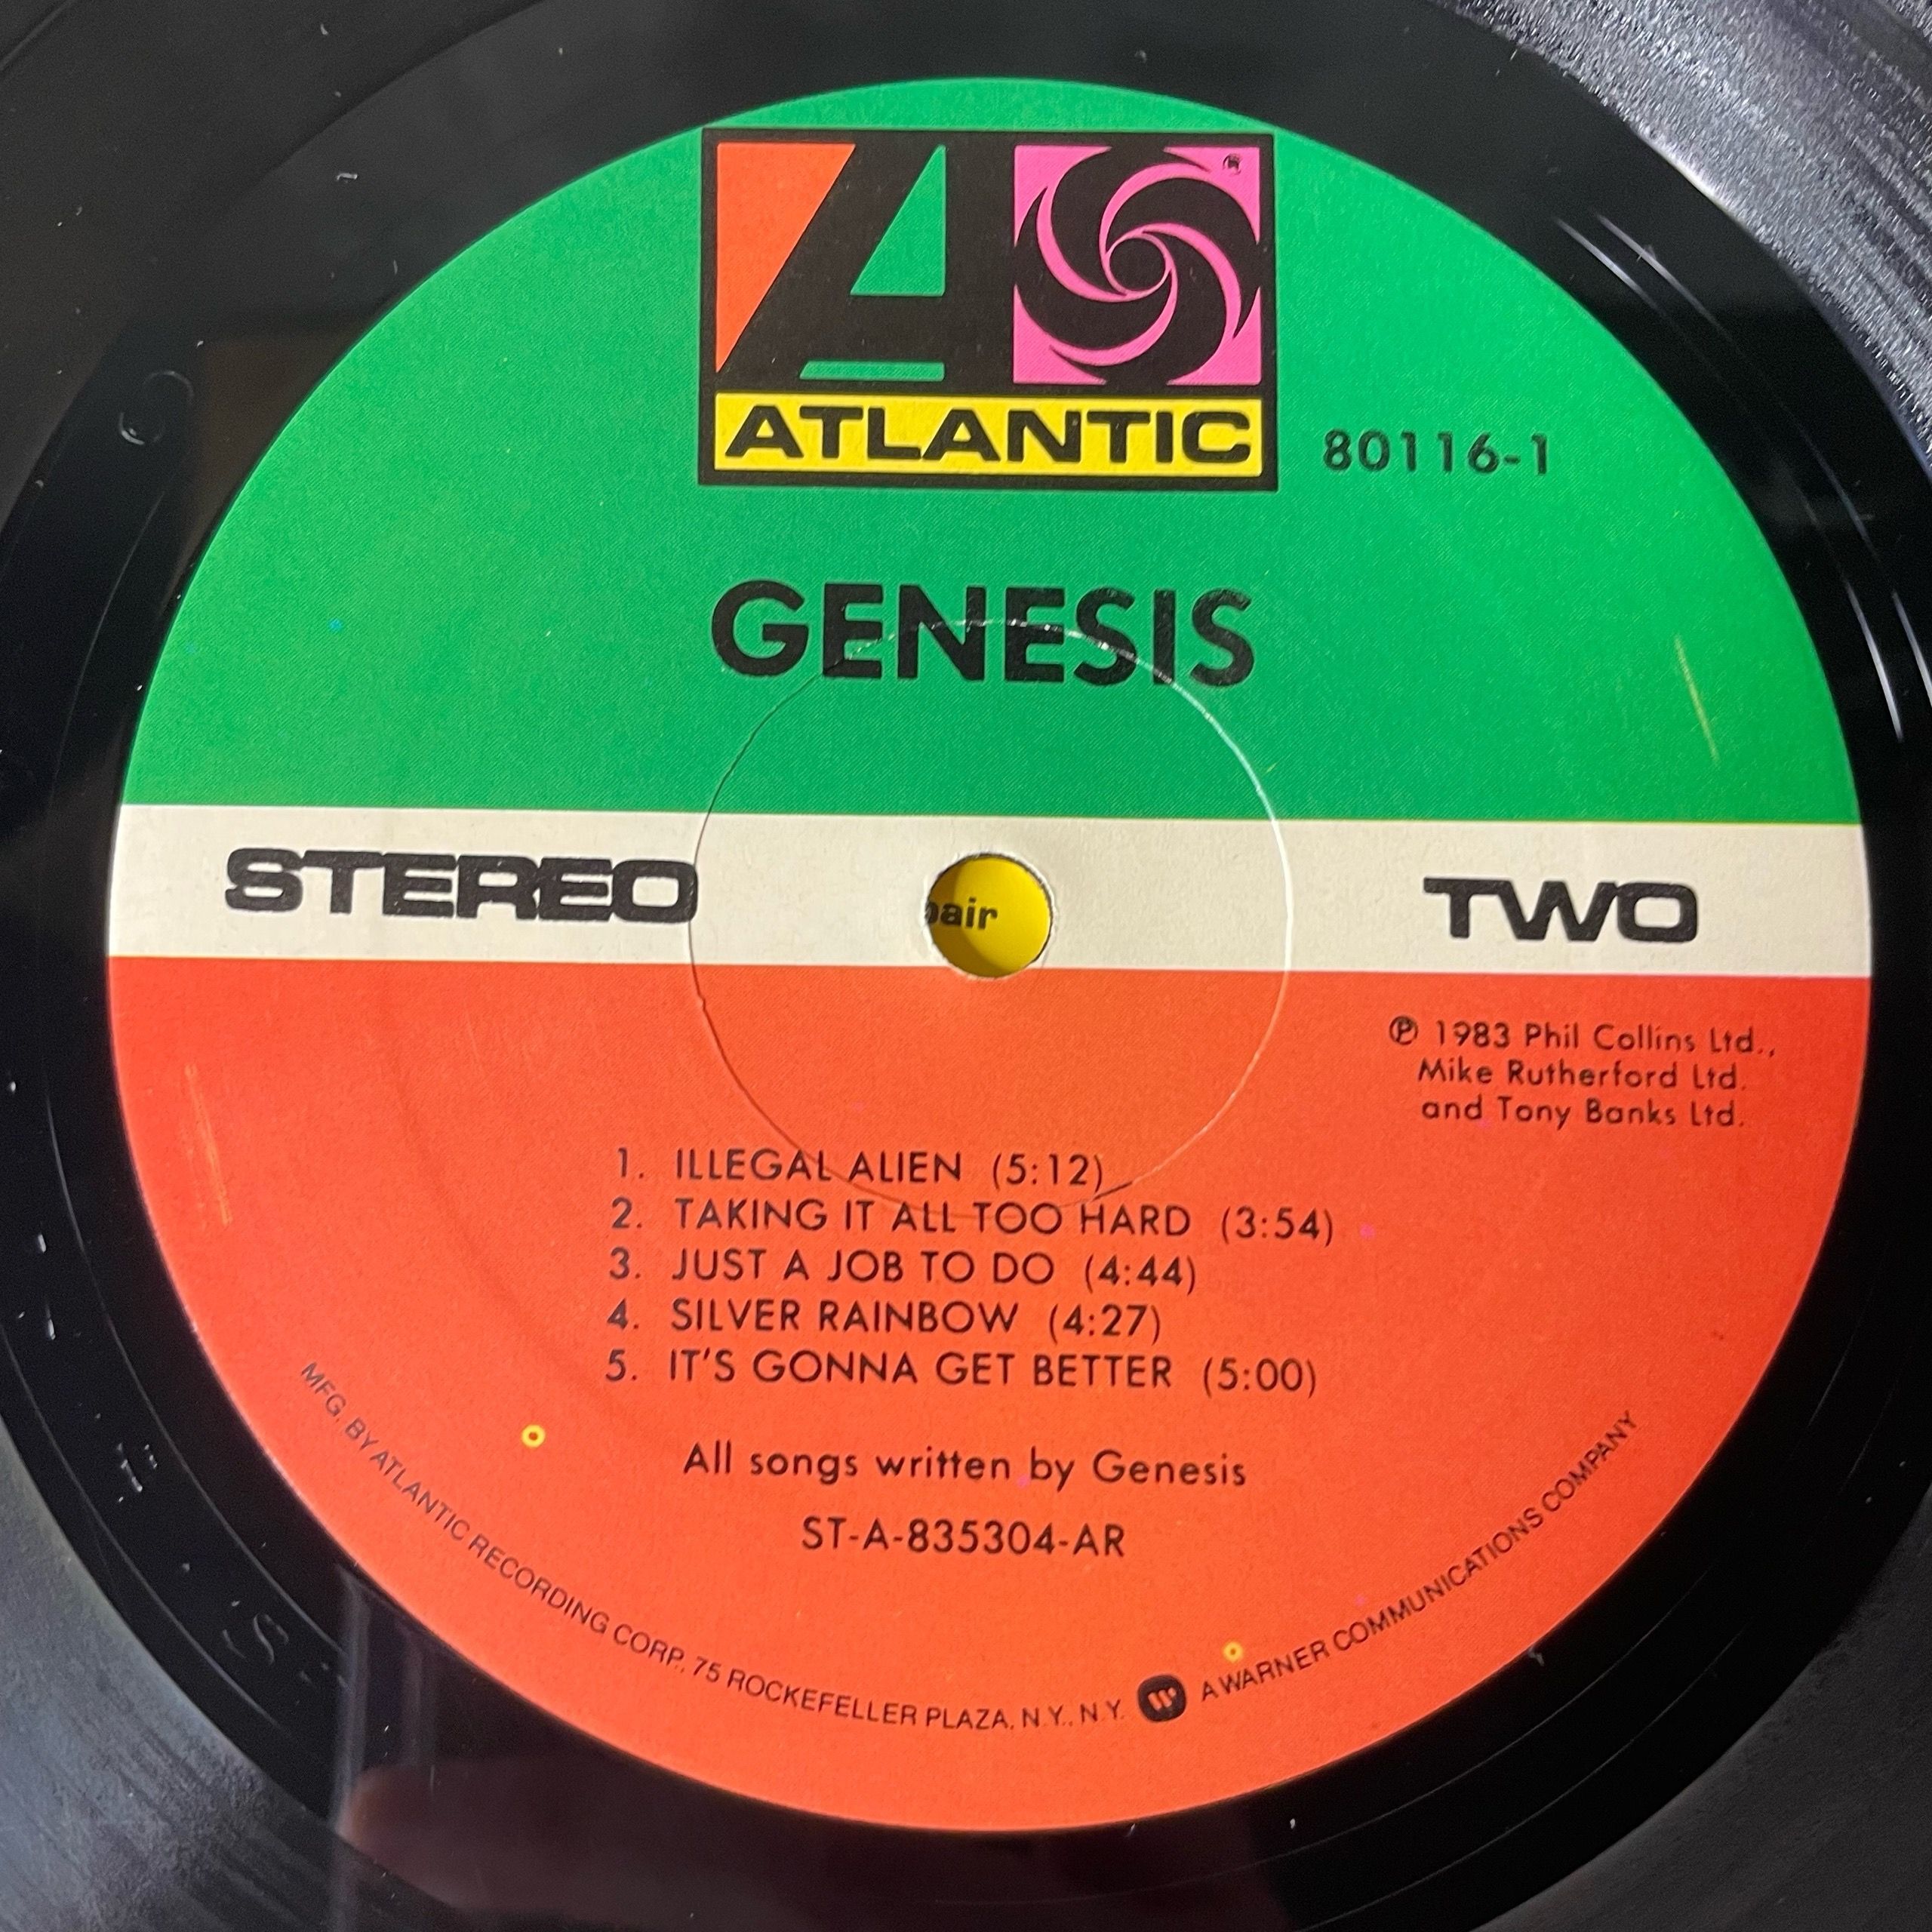 A
ATLANTIC
80116-1
GENESIS
STEREO
TWO
air
℗ 1983 Phil Collins Ltd.,
Mike Rutherford Ltd.
and Tony Banks Ltd.
1. ILLEGAL ALIEN (5:12)
2. TAKING IT ALL TOO HARD (3:54)
3. JUST A JOB TO DO (4:44)
4. SILVER RAINBOW (4:27)
5. IT'S GONNA GET BETTER (5:00)
All songs written by Genesis
ST-A-835304-AR
MFG. BY ATLANTIC RECORDING CORP., 75 ROCKEFELLER PLAZA, N.Y., N.Y. W A WARNER COMMUNICATIONS COMPANY